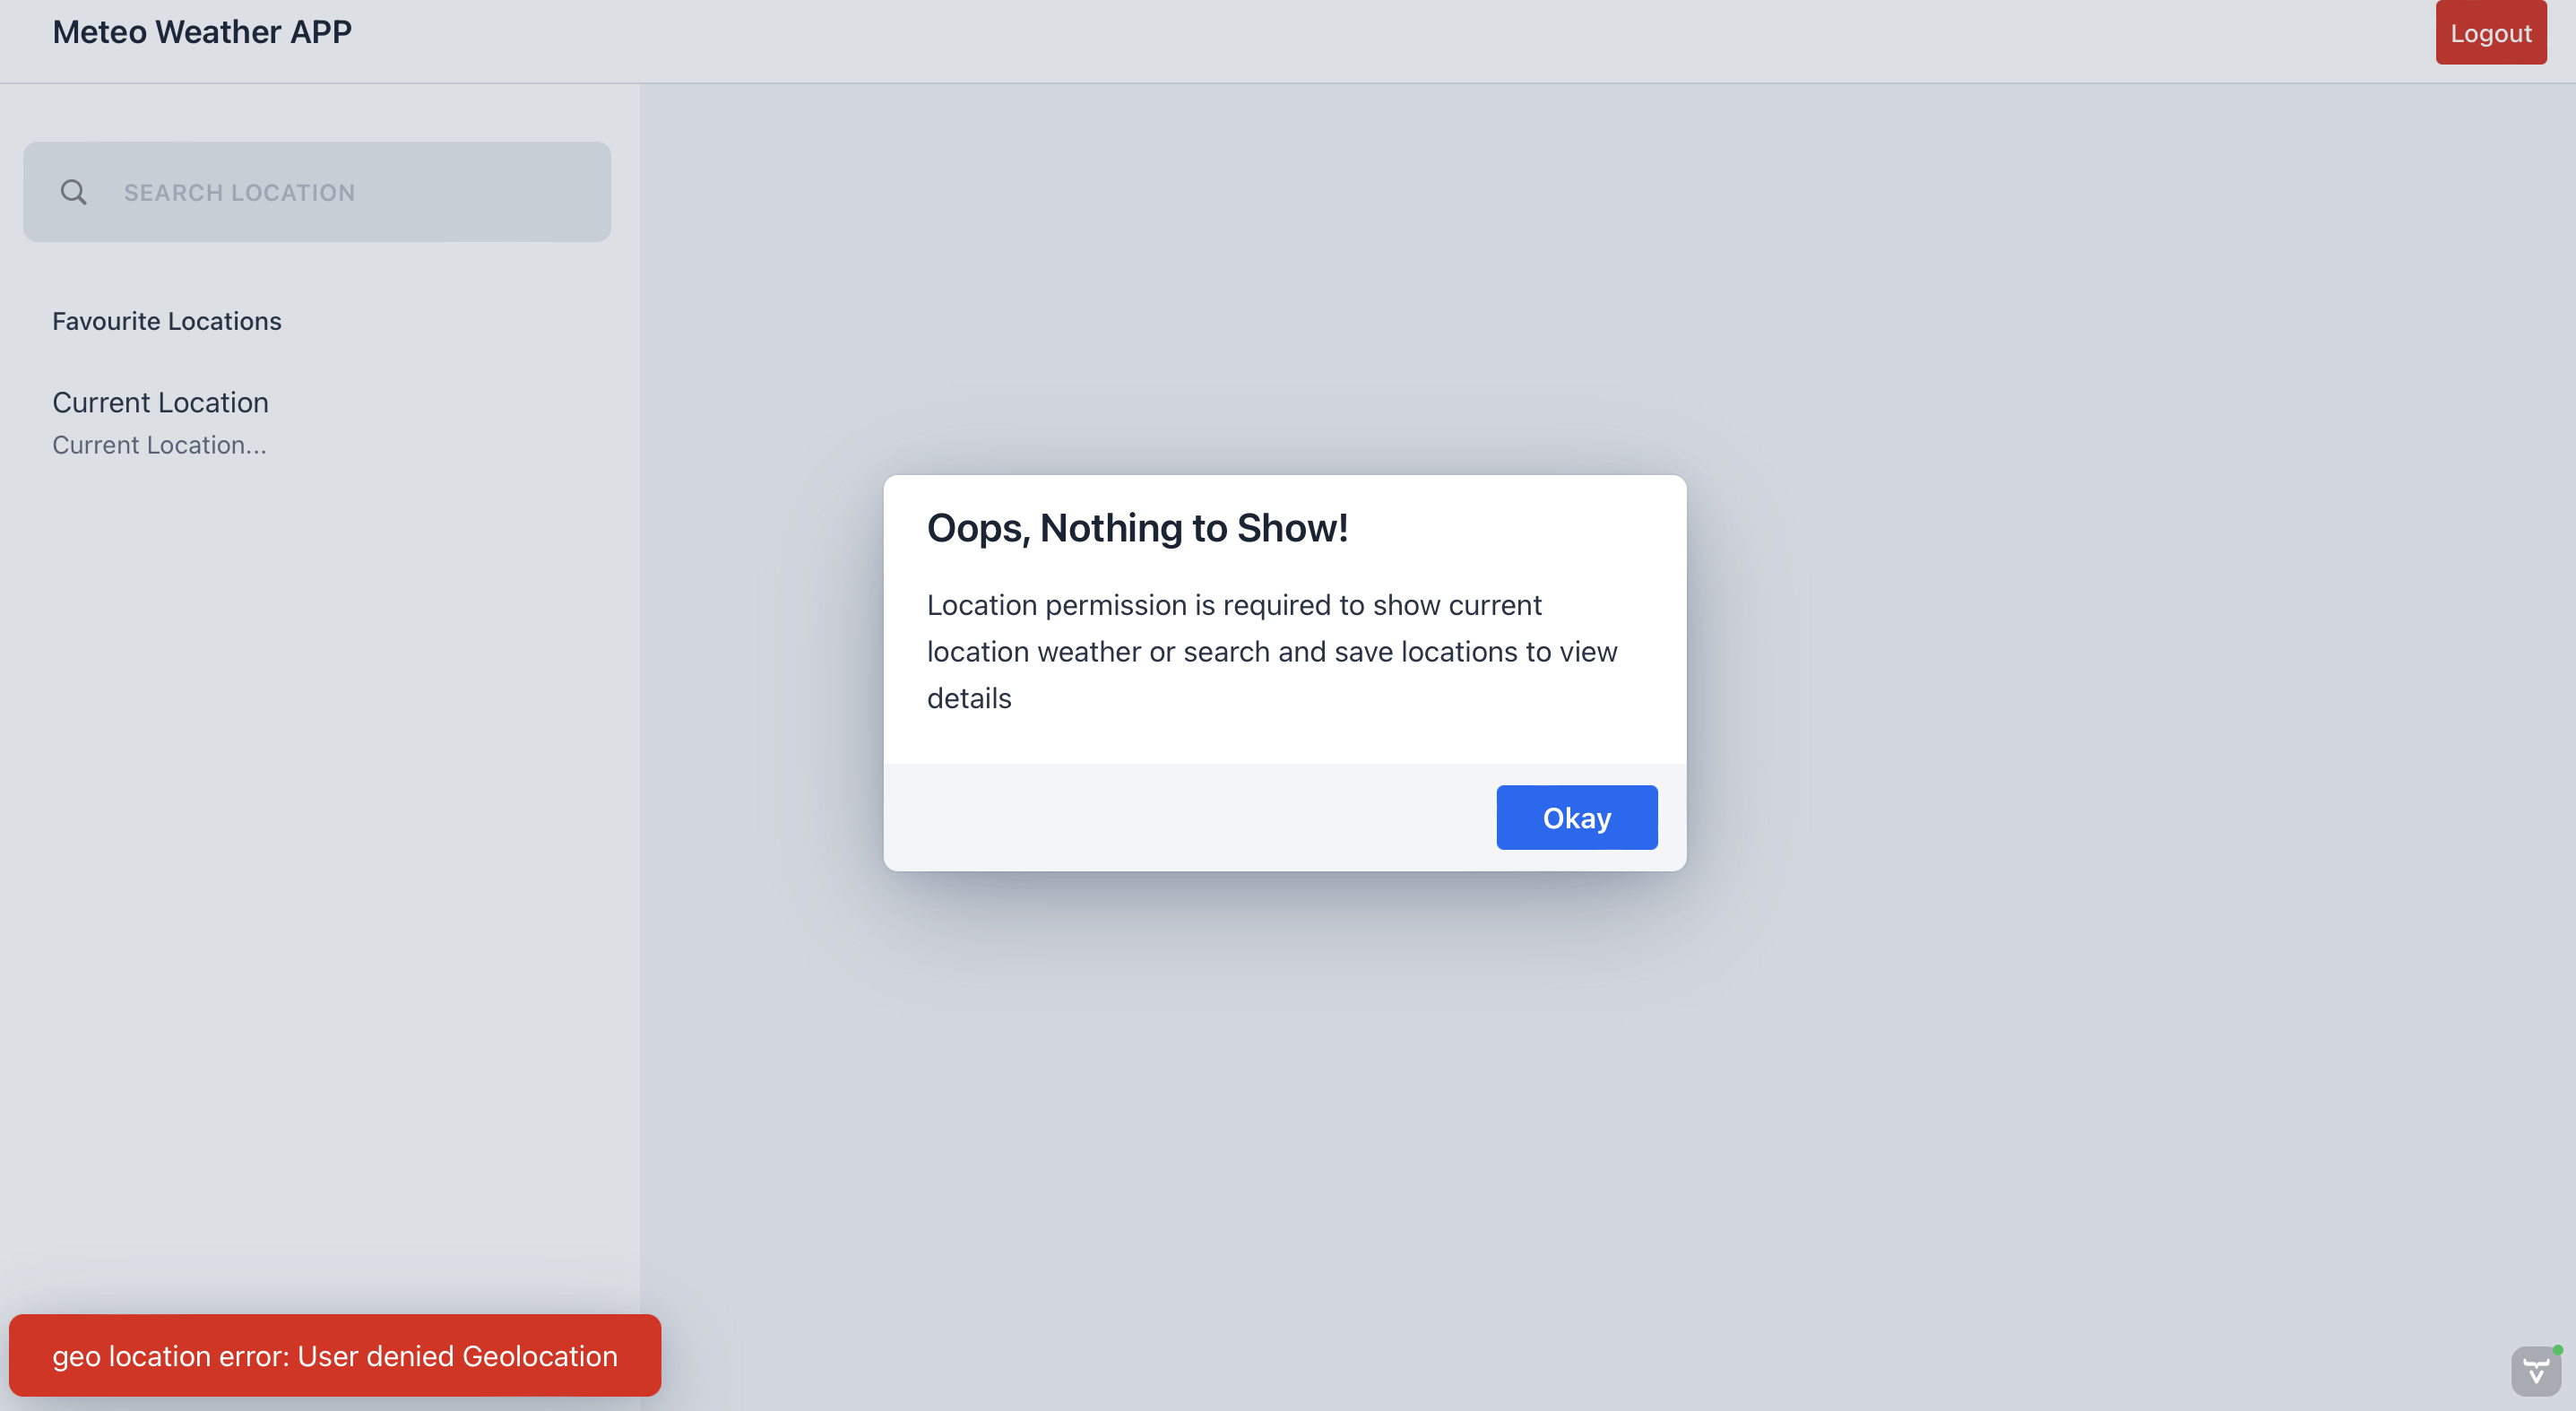 Meteo Weather APP
Logout
SEARCH LOCATION
Favourite Locations
Current Location
Current Location...
Oops, Nothing to Show!
Location permission is required to show current
location weather or search and save locations to view
details
Okay
geo location error: User denied Geolocation